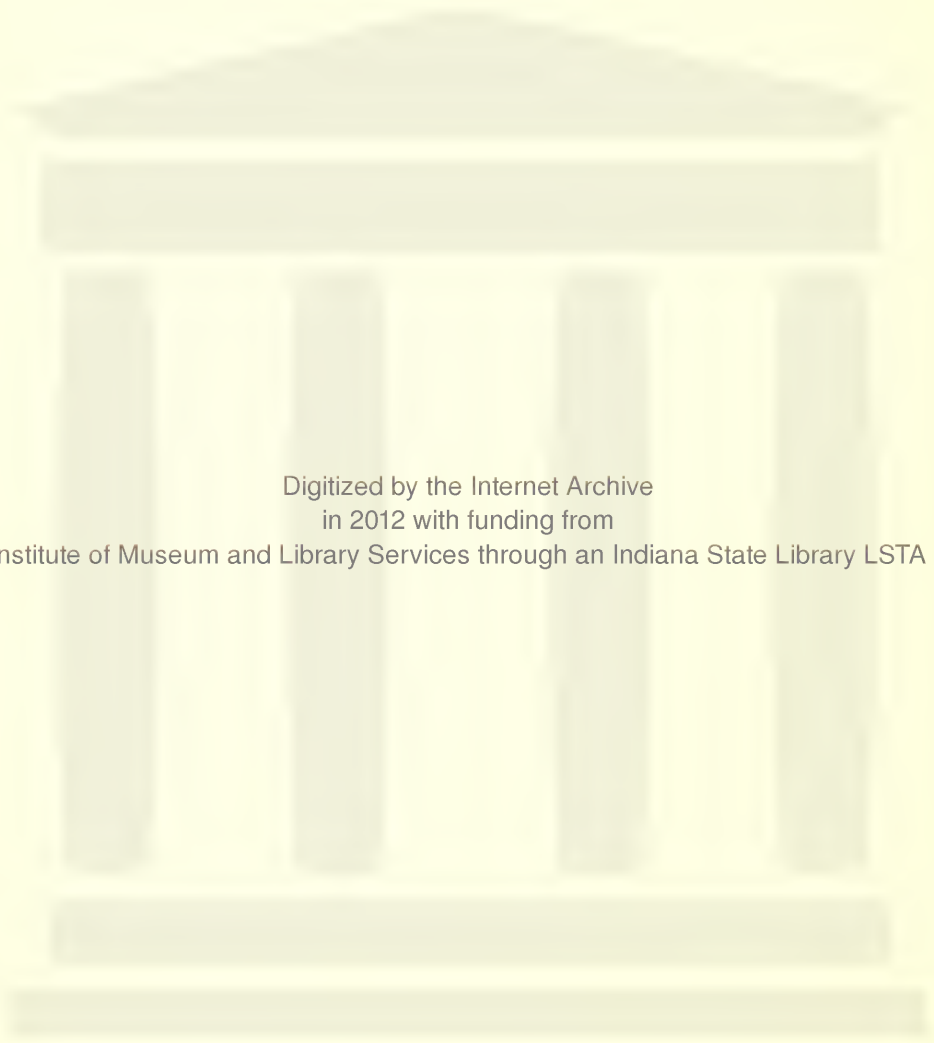 Digitized by the Internet Archive
in 2012 with funding from
nstitute of Museum and Library Services through an Indiana State Library LSTA